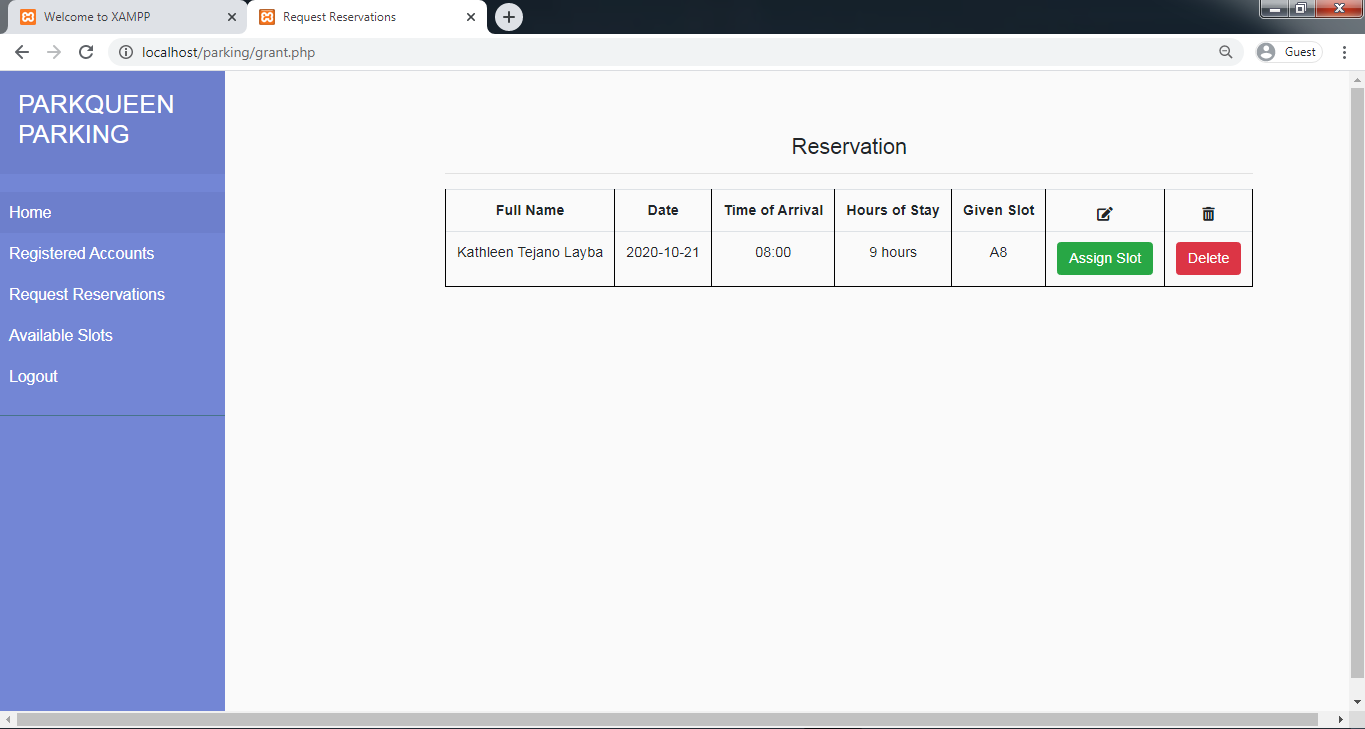 Welcome to XAMPP
Request Reservations
localhost/parking/grant.php
Guest
PARKQUEEN
PARKING
Home
Registered Accounts
Request Reservations
Available Slots
Logout
Reservation
Full Name Date Time of Arrival Hours of Stay Given Slot
Kathleen Tejano Layba 2020-10-21 08:00 9 hours A8 Assign Slot Delete